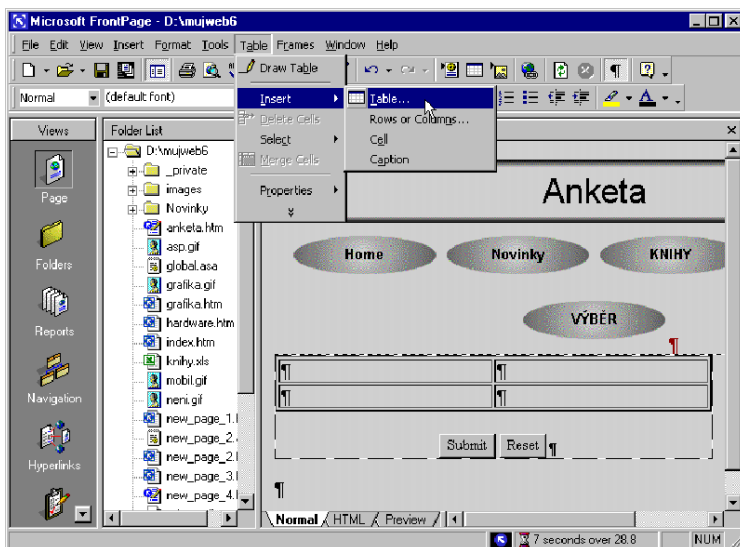 Microsoft FrontPage - D:\mujweb6
File Edit View Insert Format Tools Table Frames Window Help
Draw Table
Normal (default font)
Insert
Table...
Delete Cells
Rows or Columns...
Select
Cell
Merge Cells
Caption
Properties
Views
Page
Folders
Reports
Navigation
Hyperlinks
Folder List
D:\mujweb6
_private
images
Novinky
anketa.htm
asp.gif
global.asa
grafika.gif
grafika.htm
hardware.htm
index.htm
knihy.xls
mobil.gif
neni.gif
new_page_1.
new_page_2.
new_page_2.
new_page_3.
new_page_4.
Anketa
Home Novinky KNIHY
VÝBĚR
Submit Reset
Normal HTML Preview
7 seconds over 28.8 NUM